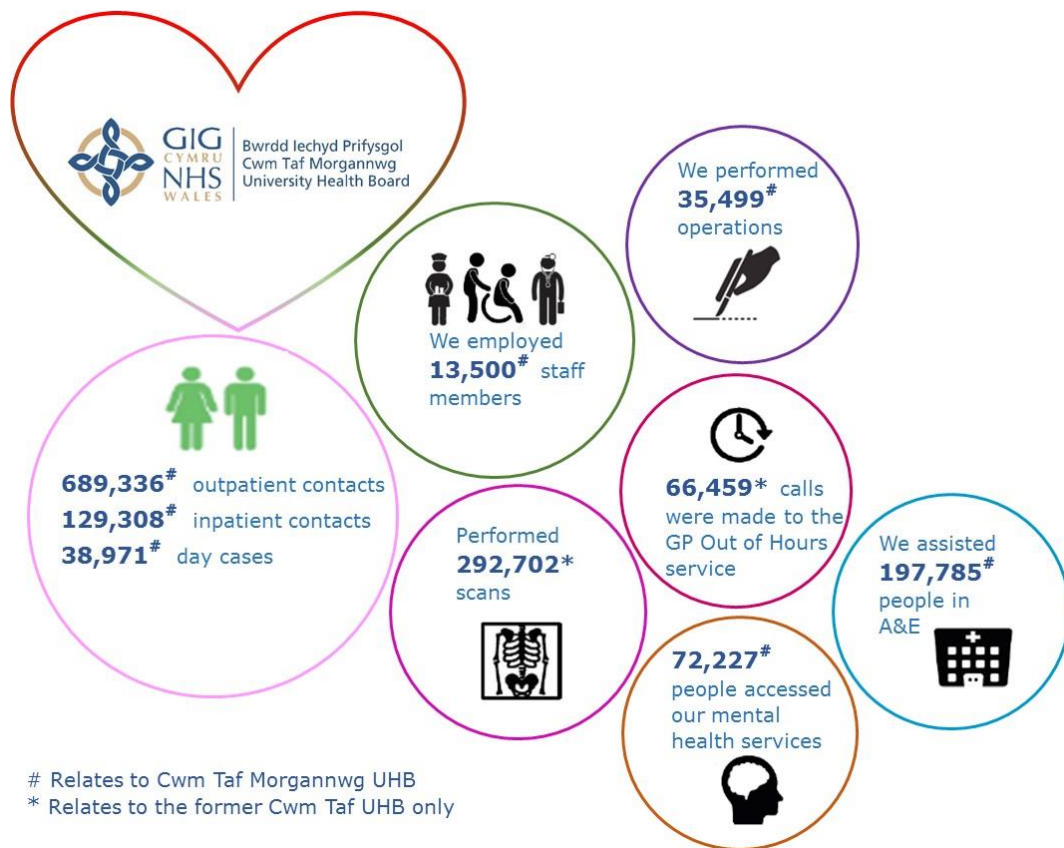 GIG
CYMRU
NHS
WALES
Bwrdd Iechyd Prifysgol
Cwm Taf Morgannwg
University Health Board
We performed
35,499#
operations
We employed
13,500# staff
members
689,336# outpatient contacts
129,308# inpatient contacts
38,971# day cases
66,459* calls
were made to the
GP Out of Hours
service
Performed
292,702*
scans
We assisted
197,785#
people in
A&E
72,227#
people accessed
our mental
health services
# Relates to Cwm Taf Morgannwg UHB
* Relates to the former Cwm Taf UHB only